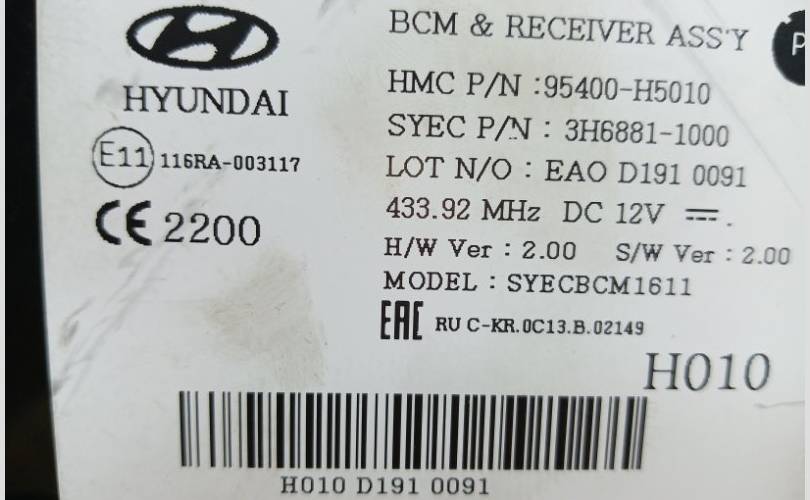 BCM & RECEIVER ASS'Y
P
HYUNDAI
HMC P/N :95400-H5010
SYEC P/N : 3H6881-1000
E11 116RA-003117
LOT N/O : EAO D191 0091
CE 2200
433.92 MHz DC 12V
H/W Ver : 2.00 S/W Ver : 2.00
MODEL : SYECBCM1611
EAC RU C-KR.0C13.B.02149
H010
H010 D191 0091